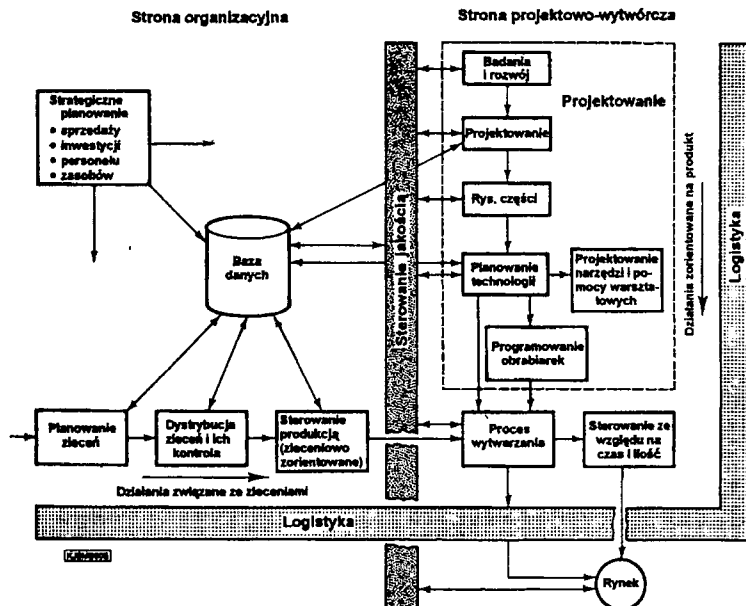 Strona organizacyjna
Strona projektowo-wytwórcza
Strategiczne
planowanie
• sprzedaży
• inwestycji
• personelu
• zasobów
Baza
danych
Planowanie
zleceń
Dystrybucja
zleceń i ich
kontrola
Sterowanie
produkcją
(zleceniowo
zorientowane)
Działania związane ze zleceniami
Sterowanie jakością
Badania
i rozwój
Projektowanie
Projektowanie
Rys. części
Planowanie
technologii
Projektowanie
narzędzi i po-
mocy warszta-
towych
Programowanie
obrabiarek
Proces
wytwarzania
Sterowanie ze
względu na
czas i ilość
Działania zorientowane na produkt
Logistyka
Logistyka
Rynek